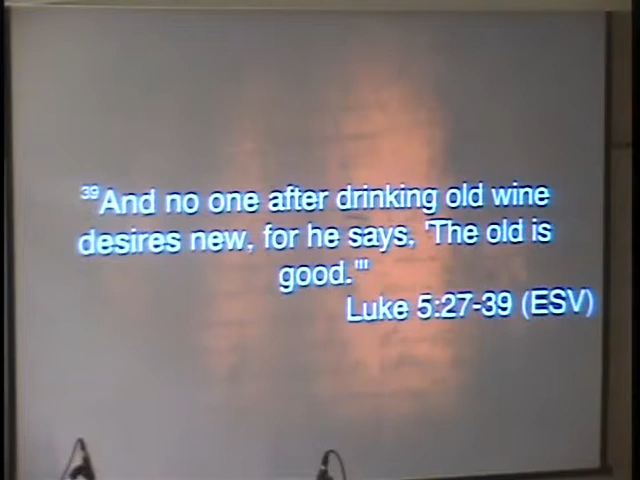 39And no one after drinking old wine
desires new, for he says, 'The old is
good.'"
Luke 5:27-39 (ESV)